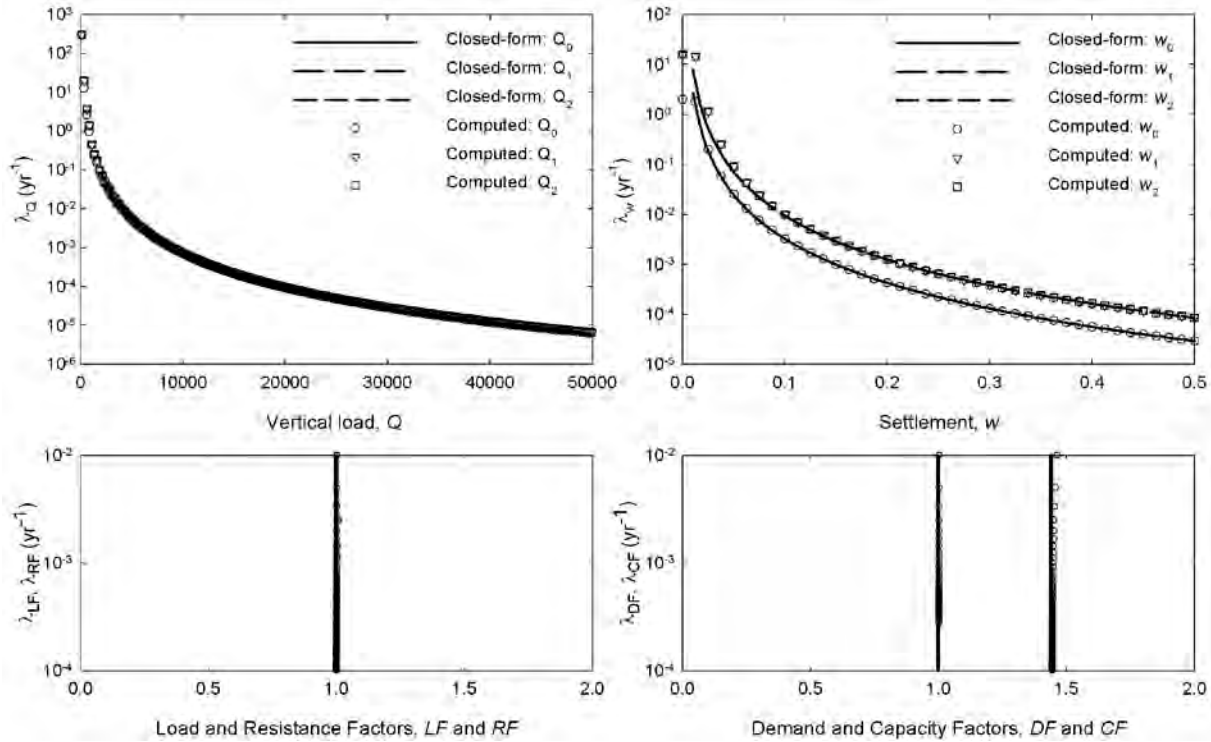 10³
10²
10¹
10⁰
10⁻¹
10⁻²
10⁻³
10⁻⁴
10⁻⁵
10⁻⁶
λ_Q (yr⁻¹)
Closed-form: Q₀
Closed-form: Q₁
Closed-form: Q₂
Computed: Q₀
Computed: Q₁
Computed: Q₂
0 10000 20000 30000 40000 50000
Vertical load, Q
10²
10¹
10⁰
10⁻¹
10⁻²
10⁻³
10⁻⁴
10⁻⁵
λ_w (yr⁻¹)
Closed-form: w₀
Closed-form: w₁
Closed-form: w₂
Computed: w₀
Computed: w₁
Computed: w₂
0.0 0.1 0.2 0.3 0.4 0.5
Settlement, w
10⁻²
10⁻³
10⁻⁴
λ_LF, λ_RF (yr⁻¹)
0.0 0.5 1.0 1.5 2.0
Load and Resistance Factors, LF and RF
10⁻²
10⁻³
10⁻⁴
λ_DF, λ_CF (yr⁻¹)
0.0 0.5 1.0 1.5 2.0
Demand and Capacity Factors, DF and CF